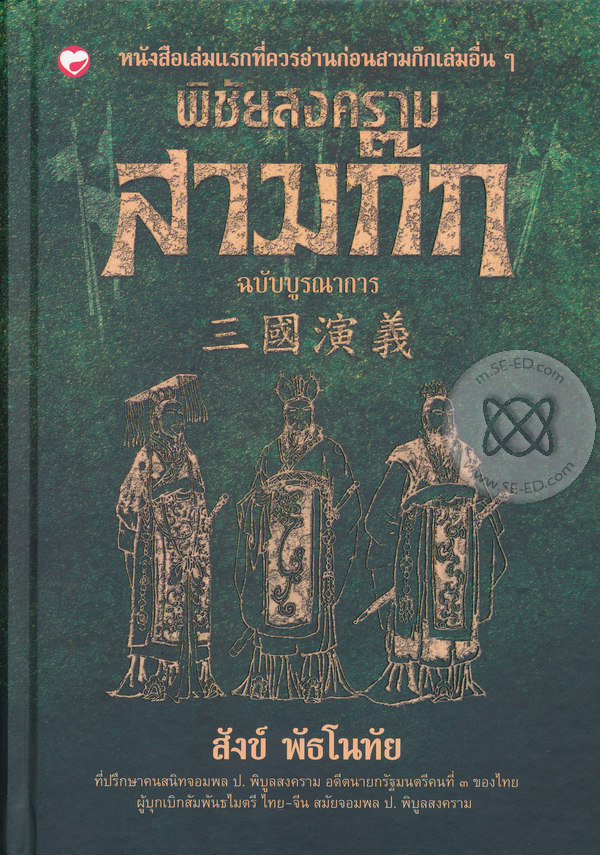 หนังสือเล่มแรกที่ควรอ่านก่อนสามก๊กเล่มอื่น ๆ
พิชัยสงคราม
สามก๊ก
ฉบับบูรณาการ
三國演義
m.SE-ED.com
www.SE-ED.com
สังข์ พัธโนทัย
ที่ปรึกษาคนสนิทจอมพล ป. พิบูลสงคราม อดีตนายกรัฐมนตรีคนที่ ๓ ของไทย
ผู้บุกเบิกสัมพันธไมตรี ไทย-จีน สมัยจอมพล ป. พิบูลสงคราม